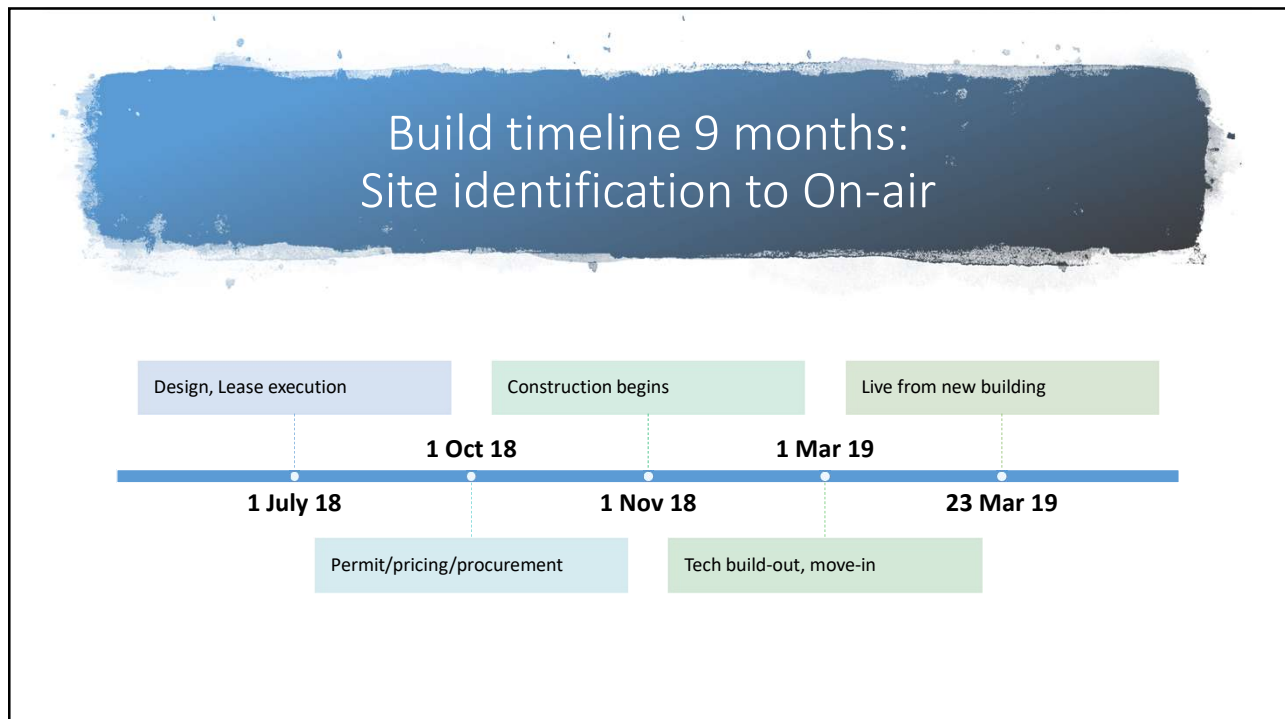 Build timeline 9 months:
Site identification to On-air
Design, Lease execution
Construction begins
Live from new building
1 Oct 18
1 Mar 19
1 July 18
1 Nov 18
23 Mar 19
Permit/pricing/procurement
Tech build-out, move-in